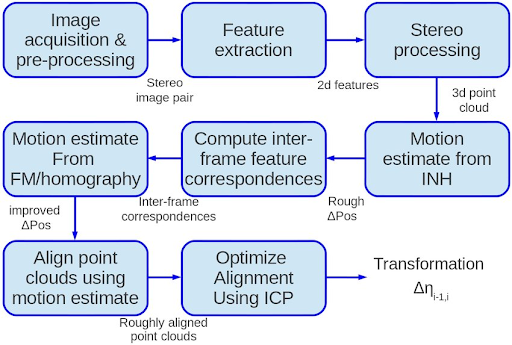 Image
acquisition &
pre-processing
Stereo
image pair
Feature
extraction
2d features
Stereo
processing
3d point
cloud
Motion
estimate from
INH
Rough
ΔPos
Compute inter-
frame feature
correspondences
Inter-frame
correspondences
Motion estimate
From
FM/homography
improved
ΔPos
Align point
clouds using
motion estimate
Roughly aligned
point clouds
Optimize
Alignment
Using ICP
Transformation
Δηi-1,i